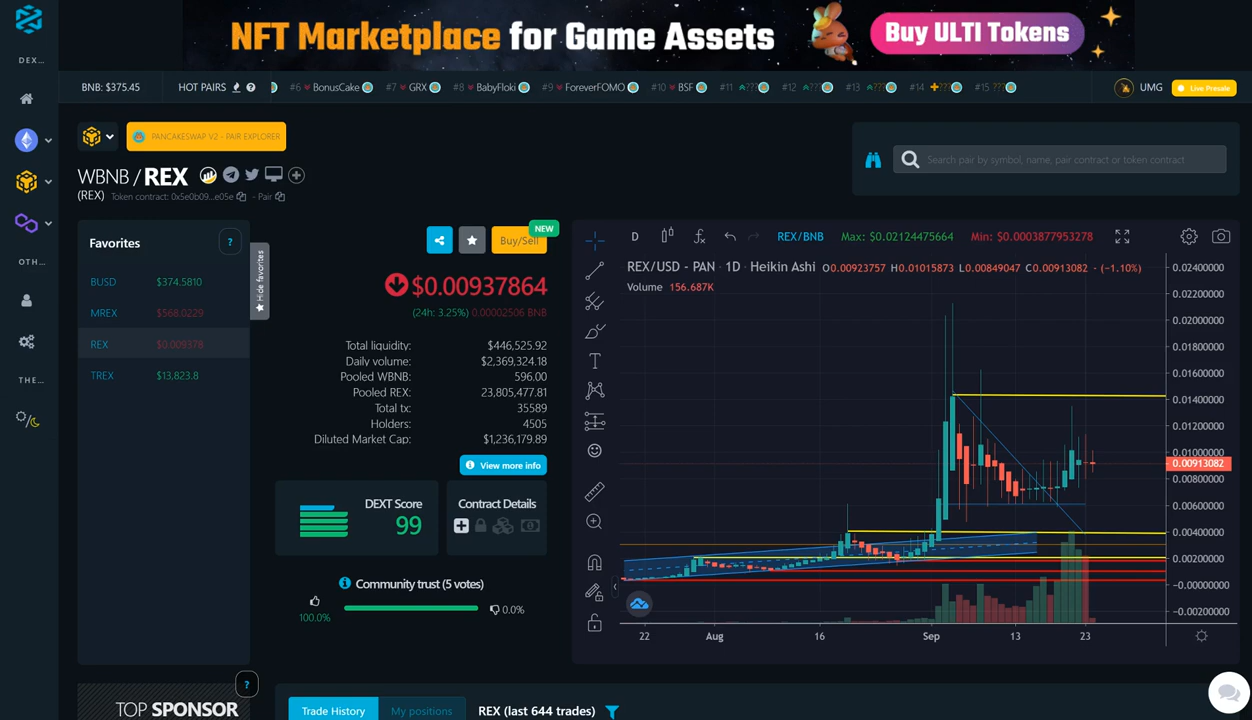 NFT Marketplace for Game Assets
Buy ULTI Tokens
DEX...
BNB: $375.45
HOT PAIRS
#6 BonusCake
#7 GRX
#8 BabyFloki
#9 ForeverFOMO
#10 BSF
#11 ???
#12 ???
#13 ???
#14 ???
#15 ???
UMG
Live Presale
PANCAKESWAP V2 - PAIR EXPLORER
Search pair by symbol, name, pair contract or token contract
WBNB / REX
(REX) Token contract: 0x5e0b09...e05e - Pair
OTH...
THE...
Favorites
?
BUSD $374.5810
MREX $568.0229
REX $0.009378
TREX $13,823.8
Hide favorites
NEW
Buy/Sell
$0.00937864
(24h: 3.25%) 0.00002506 BNB
Total liquidity: $446,525.92
Daily volume: $2,369,324.18
Pooled WBNB: 596.00
Pooled REX: 23,805,477.81
Total tx: 35589
Holders: 4505
Diluted Market Cap: $1,236,179.89
View more info
DEXT Score
99
Contract Details
Community trust (5 votes)
100.0%
0.0%
D
REX/BNB
Max: $0.02124475664
Min: $0.0003877953278
REX/USD - PAN · 1D · Heikin Ashi O0.00923757 H0.01015873 L0.00849047 C0.00913082 - (-1.10%)
Volume 156.687K
0.02400000
0.02200000
0.02000000
0.01800000
0.01600000
0.01400000
0.01200000
0.01000000
0.00913082
0.00800000
0.00600000
0.00400000
0.00200000
-0.00000000
-0.00200000
22 Aug 16 Sep 13 23
TOP SPONSOR
?
Trade History
My positions
REX (last 644 trades)